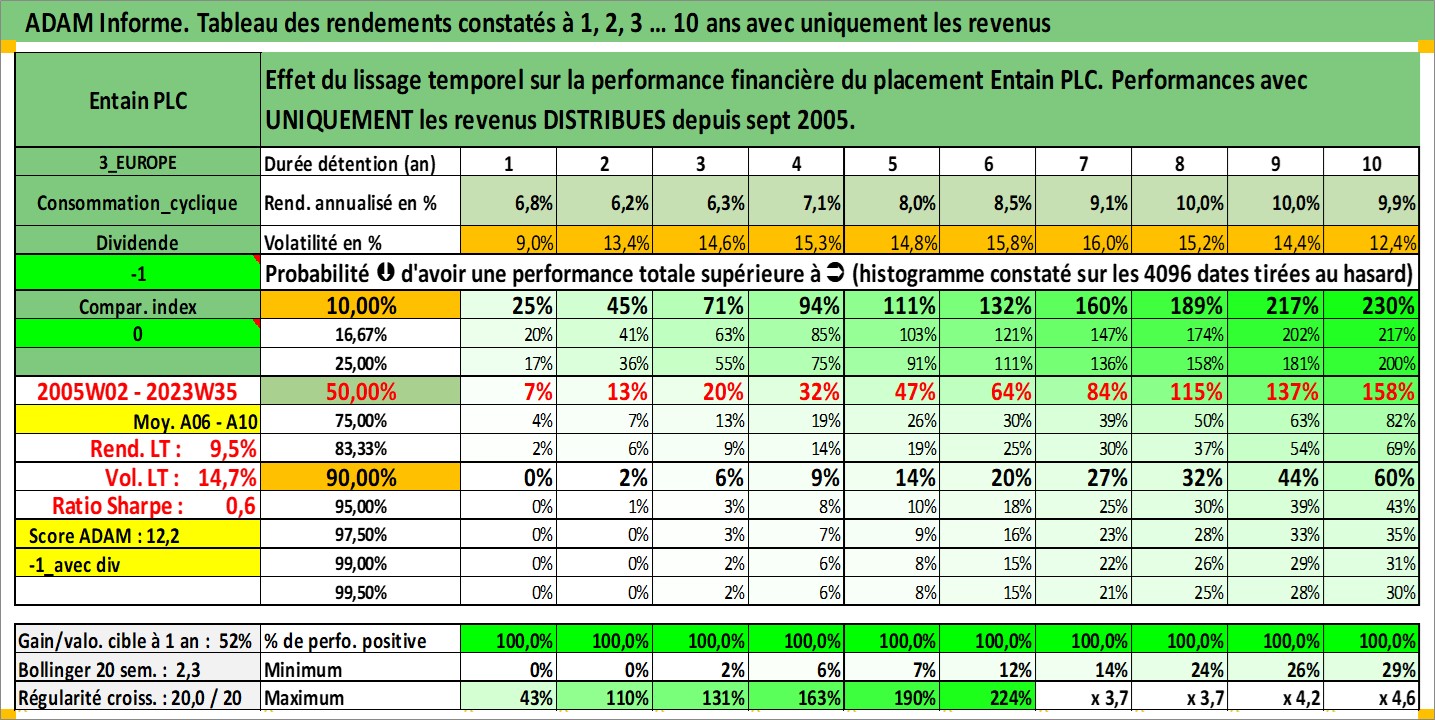 ADAM Informe. Tableau des rendements constatés à 1, 2, 3 ... 10 ans avec uniquement les revenus
Entain PLC
Effet du lissage temporel sur la performance financière du placement Entain PLC. Performances avec
UNIQUEMENT les revenus DISTRIBUES depuis sept 2005.
3_EUROPE Durée détention (an) 1 2 3 4 5 6 7 8 9 10
Consommation_cyclique Rend. annualisé en % 6,8% 6,2% 6,3% 7,1% 8,0% 8,5% 9,1% 10,0% 10,0% 9,9%
Dividende Volatilité en % 9,0% 13,4% 14,6% 15,3% 14,8% 15,8% 16,0% 15,2% 14,4% 12,4%
-1 Probabilité ⬇ d'avoir une performance totale supérieure à ➲ (histogramme constaté sur les 4096 dates tirées au hasard)
Compar. index 10,00% 25% 45% 71% 94% 111% 132% 160% 189% 217% 230%
0 16,67% 20% 41% 63% 85% 103% 121% 147% 174% 202% 217%
25,00% 17% 36% 55% 75% 91% 111% 136% 158% 181% 200%
2005W02 - 2023W35 50,00% 7% 13% 20% 32% 47% 64% 84% 115% 137% 158%
Moy. A06 - A10 75,00% 4% 7% 13% 19% 26% 30% 39% 50% 63% 82%
Rend. LT : 9,5% 83,33% 2% 6% 9% 14% 19% 25% 30% 37% 54% 69%
Vol. LT : 14,7% 90,00% 0% 2% 6% 9% 14% 20% 27% 32% 44% 60%
Ratio Sharpe : 0,6 95,00% 0% 1% 3% 8% 10% 18% 25% 30% 39% 43%
Score ADAM : 12,2 97,50% 0% 0% 3% 7% 9% 16% 23% 28% 33% 35%
-1_avec div 99,00% 0% 0% 2% 6% 8% 15% 22% 26% 29% 31%
99,50% 0% 0% 2% 6% 8% 15% 21% 25% 28% 30%
Gain/valo. cible à 1 an : 52% % de perfo. positive 100,0% 100,0% 100,0% 100,0% 100,0% 100,0% 100,0% 100,0% 100,0% 100,0%
Bollinger 20 sem. : 2,3 Minimum 0% 0% 2% 6% 7% 12% 14% 24% 26% 29%
Régularité croiss. : 20,0 / 20 Maximum 43% 110% 131% 163% 190% 224% x 3,7 x 3,7 x 4,2 x 4,6